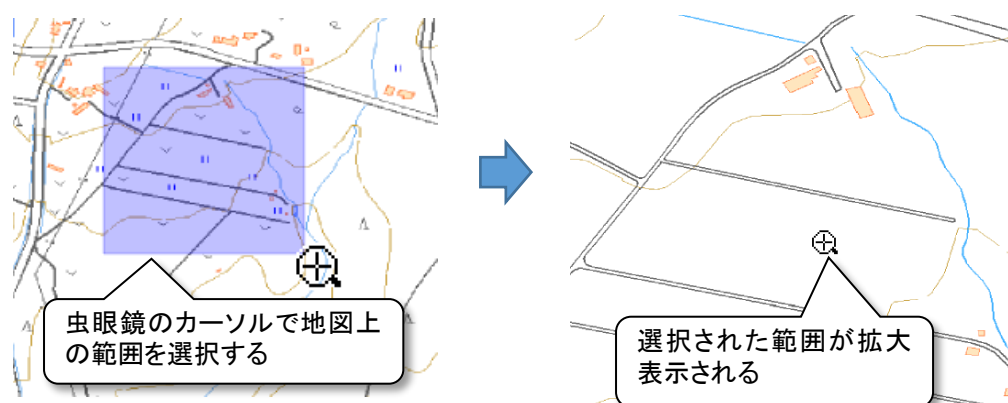 虫眼鏡のカーソルで地図上
の範囲を選択する
選択された範囲が拡大
表示される